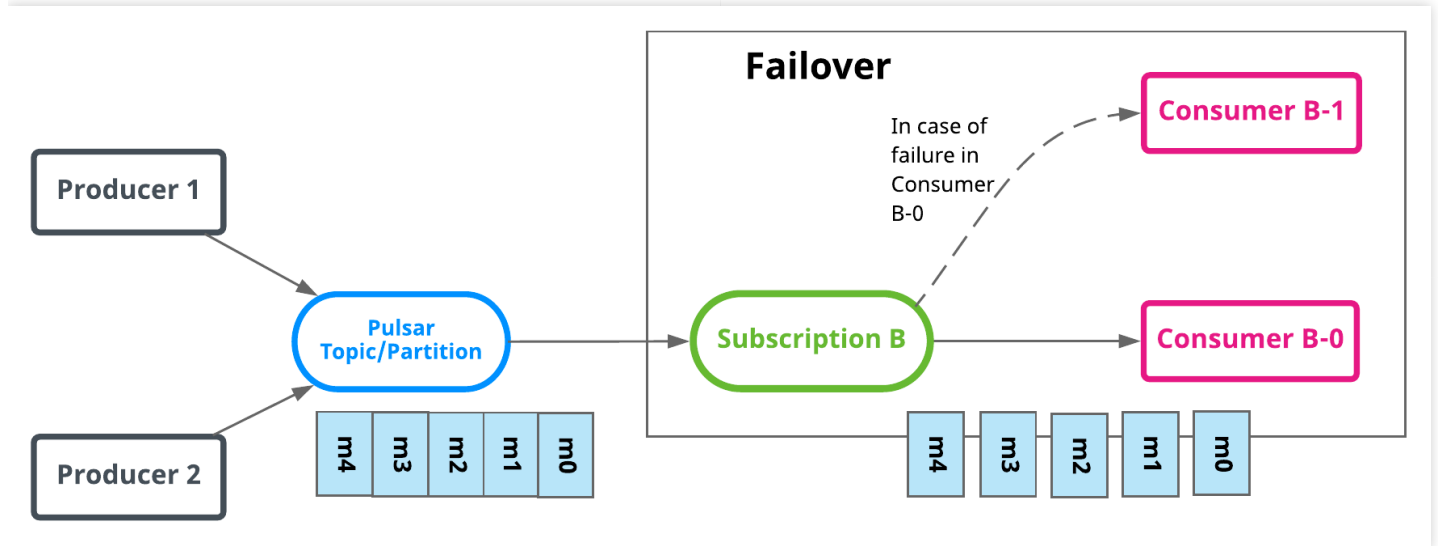 Failover
Consumer B-1
In case of
failure in
Consumer
B-0
Producer 1
Pulsar
Topic/Partition
Subscription B
Consumer B-0
Producer 2
m4
m3
m2
m1
m0
m4
m3
m2
m1
m0